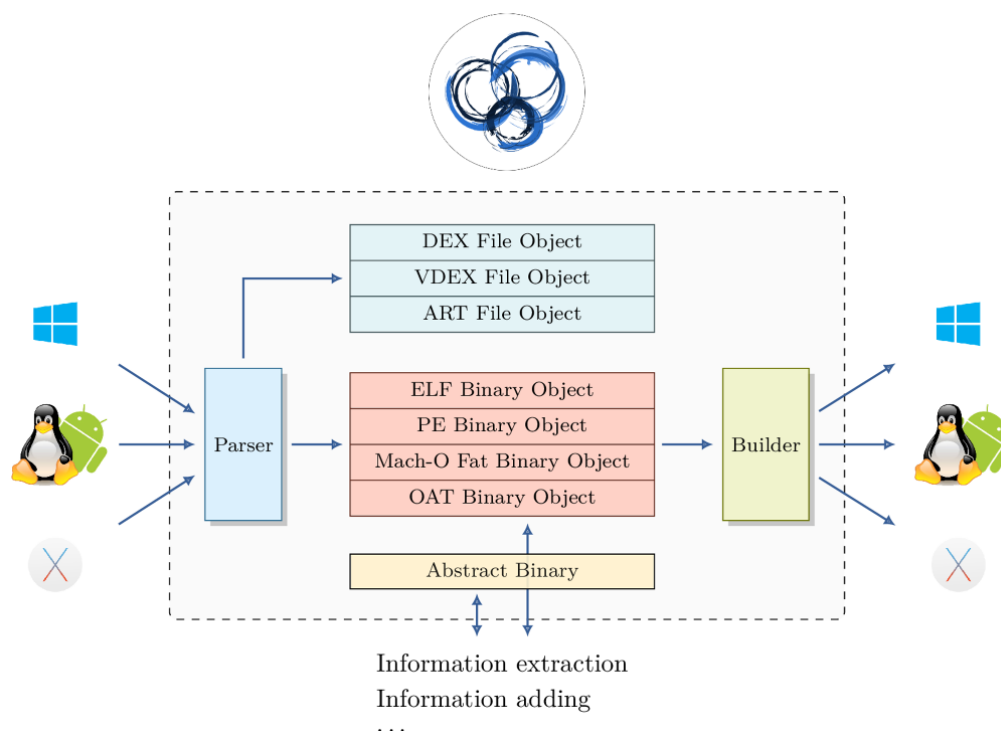 DEX File Object
VDEX File Object
ART File Object
Parser
ELF Binary Object
PE Binary Object
Mach-O Fat Binary Object
OAT Binary Object
Builder
Abstract Binary
Information extraction
Information adding
...